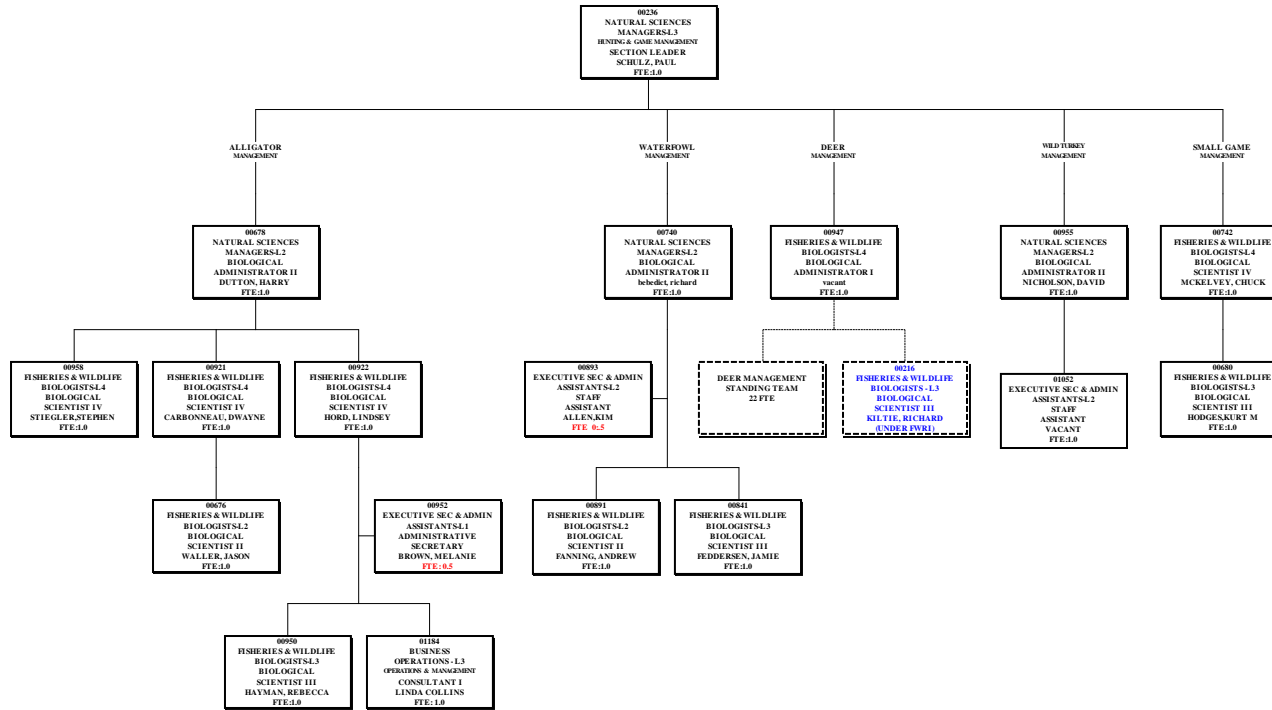 00236
NATURAL SCIENCES
MANAGERS-L3
HUNTING & GAME MANAGEMENT
SECTION LEADER
SCHULZ, PAUL
FTE:1.0
ALLIGATOR
MANAGEMENT
WATERFOWL
MANAGEMENT
DEER
MANAGEMENT
WILD TURKEY
MANAGEMENT
SMALL GAME
MANAGEMENT
00678
NATURAL SCIENCES
MANAGERS-L2
BIOLOGICAL
ADMINISTRATOR II
DUTTON, HARRY
FTE:1.0
00740
NATURAL SCIENCES
MANAGERS-L2
BIOLOGICAL
ADMINISTRATOR II
bebedict, richard
FTE:1.0
00947
FISHERIES & WILDLIFE
BIOLOGISTS-L4
BIOLOGICAL
ADMINISTRATOR I
vacant
FTE:1.0
00955
NATURAL SCIENCES
MANAGERS-L2
BIOLOGICAL
ADMINISTRATOR II
NICHOLSON, DAVID
FTE:1.0
00742
FISHERIES & WILDLIFE
BIOLOGISTS-L4
BIOLOGICAL
SCIENTIST IV
MCKELVEY, CHUCK
FTE:1.0
00958
FISHERIES & WILDLIFE
BIOLOGISTS-L4
BIOLOGICAL
SCIENTIST IV
STIEGLER,STEPHEN
FTE:1.0
00921
FISHERIES & WILDLIFE
BIOLOGISTS-L4
BIOLOGICAL
SCIENTIST IV
CARBONNEAU, DWAYNE
FTE:1.0
00922
FISHERIES & WILDLIFE
BIOLOGISTS-L4
BIOLOGICAL
SCIENTIST IV
HORD, LINDSEY
FTE:1.0
00893
EXECUTIVE SEC & ADMIN
ASSISTANTS-L2
STAFF
ASSISTANT
ALLEN,KIM
FTE 0:.5
DEER MANAGEMENT
STANDING TEAM
22 FTE
00216
FISHERIES & WILDLIFE
BIOLOGISTS - L3
BIOLOGICAL
SCIENTIST III
KILTIE, RICHARD
(UNDER FWRI)
01052
EXECUTIVE SEC & ADMIN
ASSISTANTS-L2
STAFF
ASSISTANT
VACANT
FTE:1.0
00680
FISHERIES & WILDLIFE
BIOLOGISTS-L3
BIOLOGICAL
SCIENTIST III
HODGES,KURT M
FTE:1.0
00676
FISHERIES & WILDLIFE
BIOLOGISTS-L2
BIOLOGICAL
SCIENTIST II
WALLER, JASON
FTE:1.0
00952
EXECUTIVE SEC & ADMIN
ASSISTANTS-L1
ADMINISTRATIVE
SECRETARY
BROWN, MELANIE
FTE: 0.5
00891
FISHERIES & WILDLIFE
BIOLOGISTS-L2
BIOLOGICAL
SCIENTIST II
FANNING, ANDREW
FTE:1.0
00841
FISHERIES & WILDLIFE
BIOLOGISTS-L3
BIOLOGICAL
SCIENTIST III
FEDDERSEN, JAMIE
FTE:1.0
00950
FISHERIES & WILDLIFE
BIOLOGISTS-L3
BIOLOGICAL
SCIENTIST III
HAYMAN, REBECCA
FTE:1.0
01184
BUSINESS
OPERATIONS - L3
OPERATIONS & MANAGEMENT
CONSULTANT I
LINDA COLLINS
FTE: 1.0